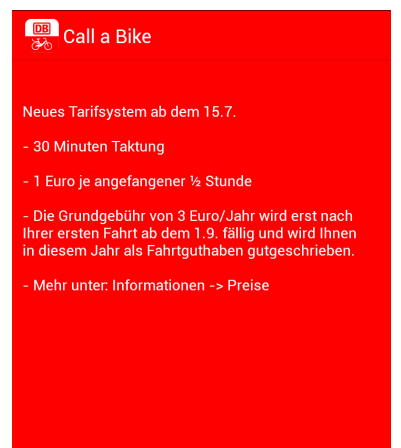 DB
Call a Bike
Neues Tarifsystem ab dem 15.7.
- 30 Minuten Taktung
- 1 Euro je angefangener ½ Stunde
- Die Grundgebühr von 3 Euro/Jahr wird erst nach
Ihrer ersten Fahrt ab dem 1.9. fällig und wird Ihnen
in diesem Jahr als Fahrtguthaben gutgeschrieben.
- Mehr unter: Informationen -> Preise